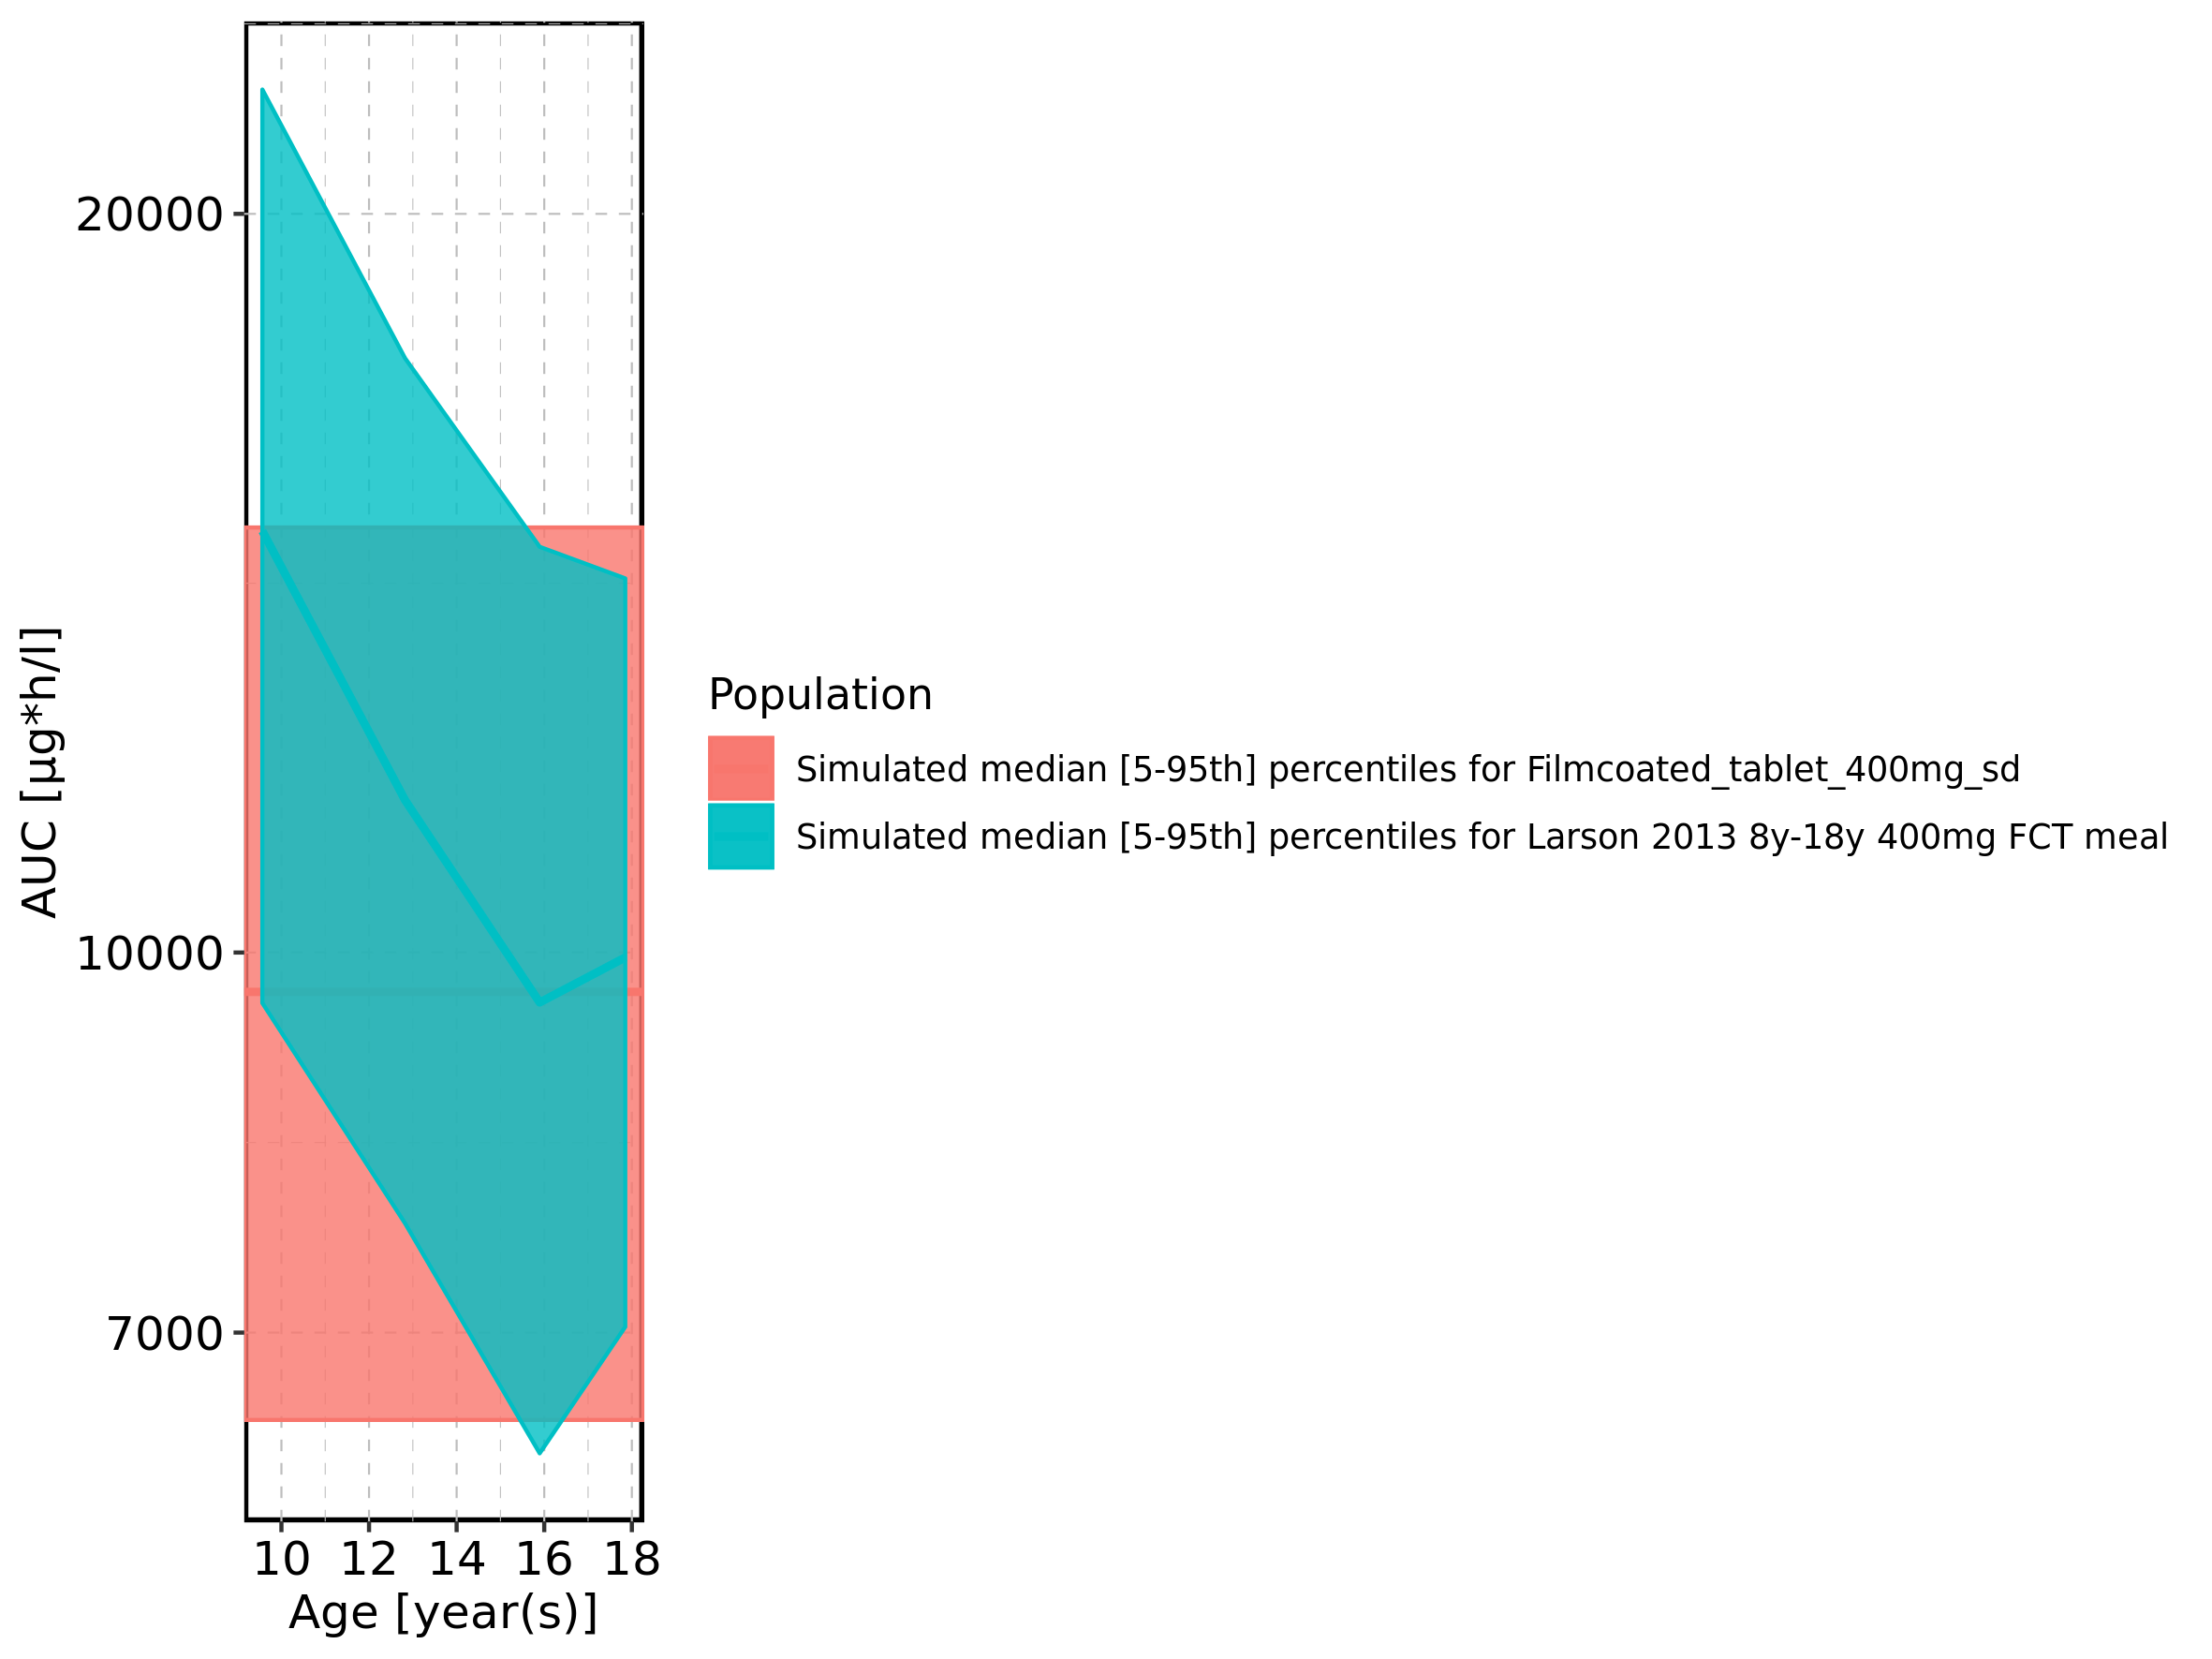 AUC [µg*h/l]
20000
10000
7000
10 12 14 16 18
Age [year(s)]
Population
Simulated median [5-95th] percentiles for Filmcoated_tablet_400mg_sd
Simulated median [5-95th] percentiles for Larson 2013 8y-18y 400mg FCT meal